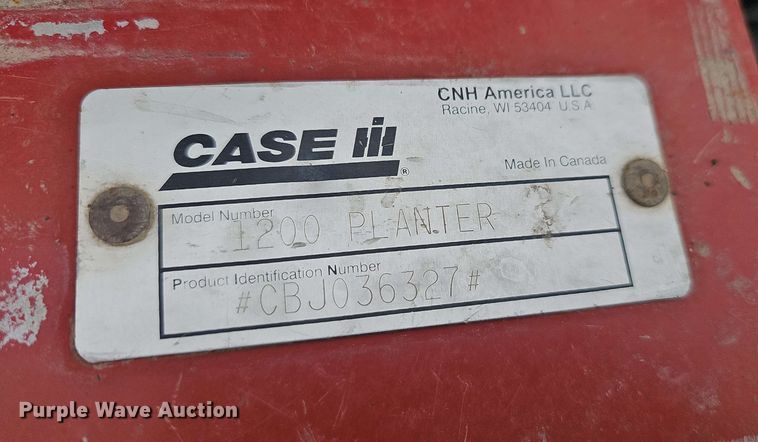 CNH America LLC
Racine, WI 53404 U.S.A.
CASE IH ®
Made In Canada
Model Number
1200 PLANTER
Product Identification Number
#CBJ036327#
Purple Wave Auction